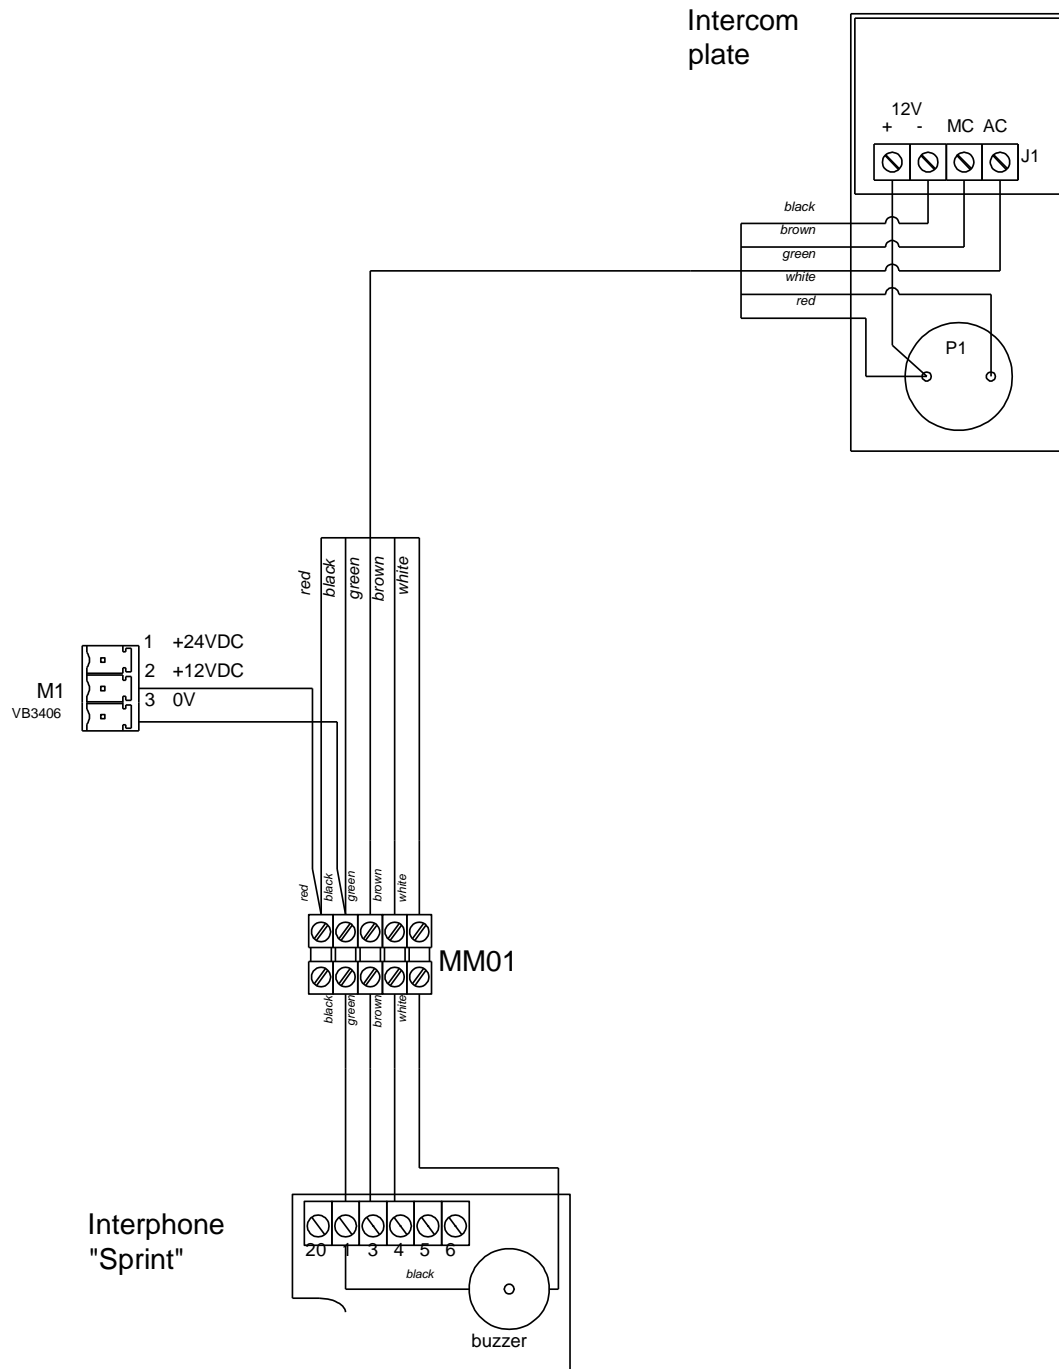 Intercom
plate
12V
+ - MC AC
J1
black
brown
green
white
red
P1
red
black
green
brown
white
1 +24VDC
2 +12VDC
3 0V
M1
VB3406
red
black
green
brown
white
MM01
black
green
brown
white
Interphone
"Sprint"
20 1 3 4 5 6
black
buzzer